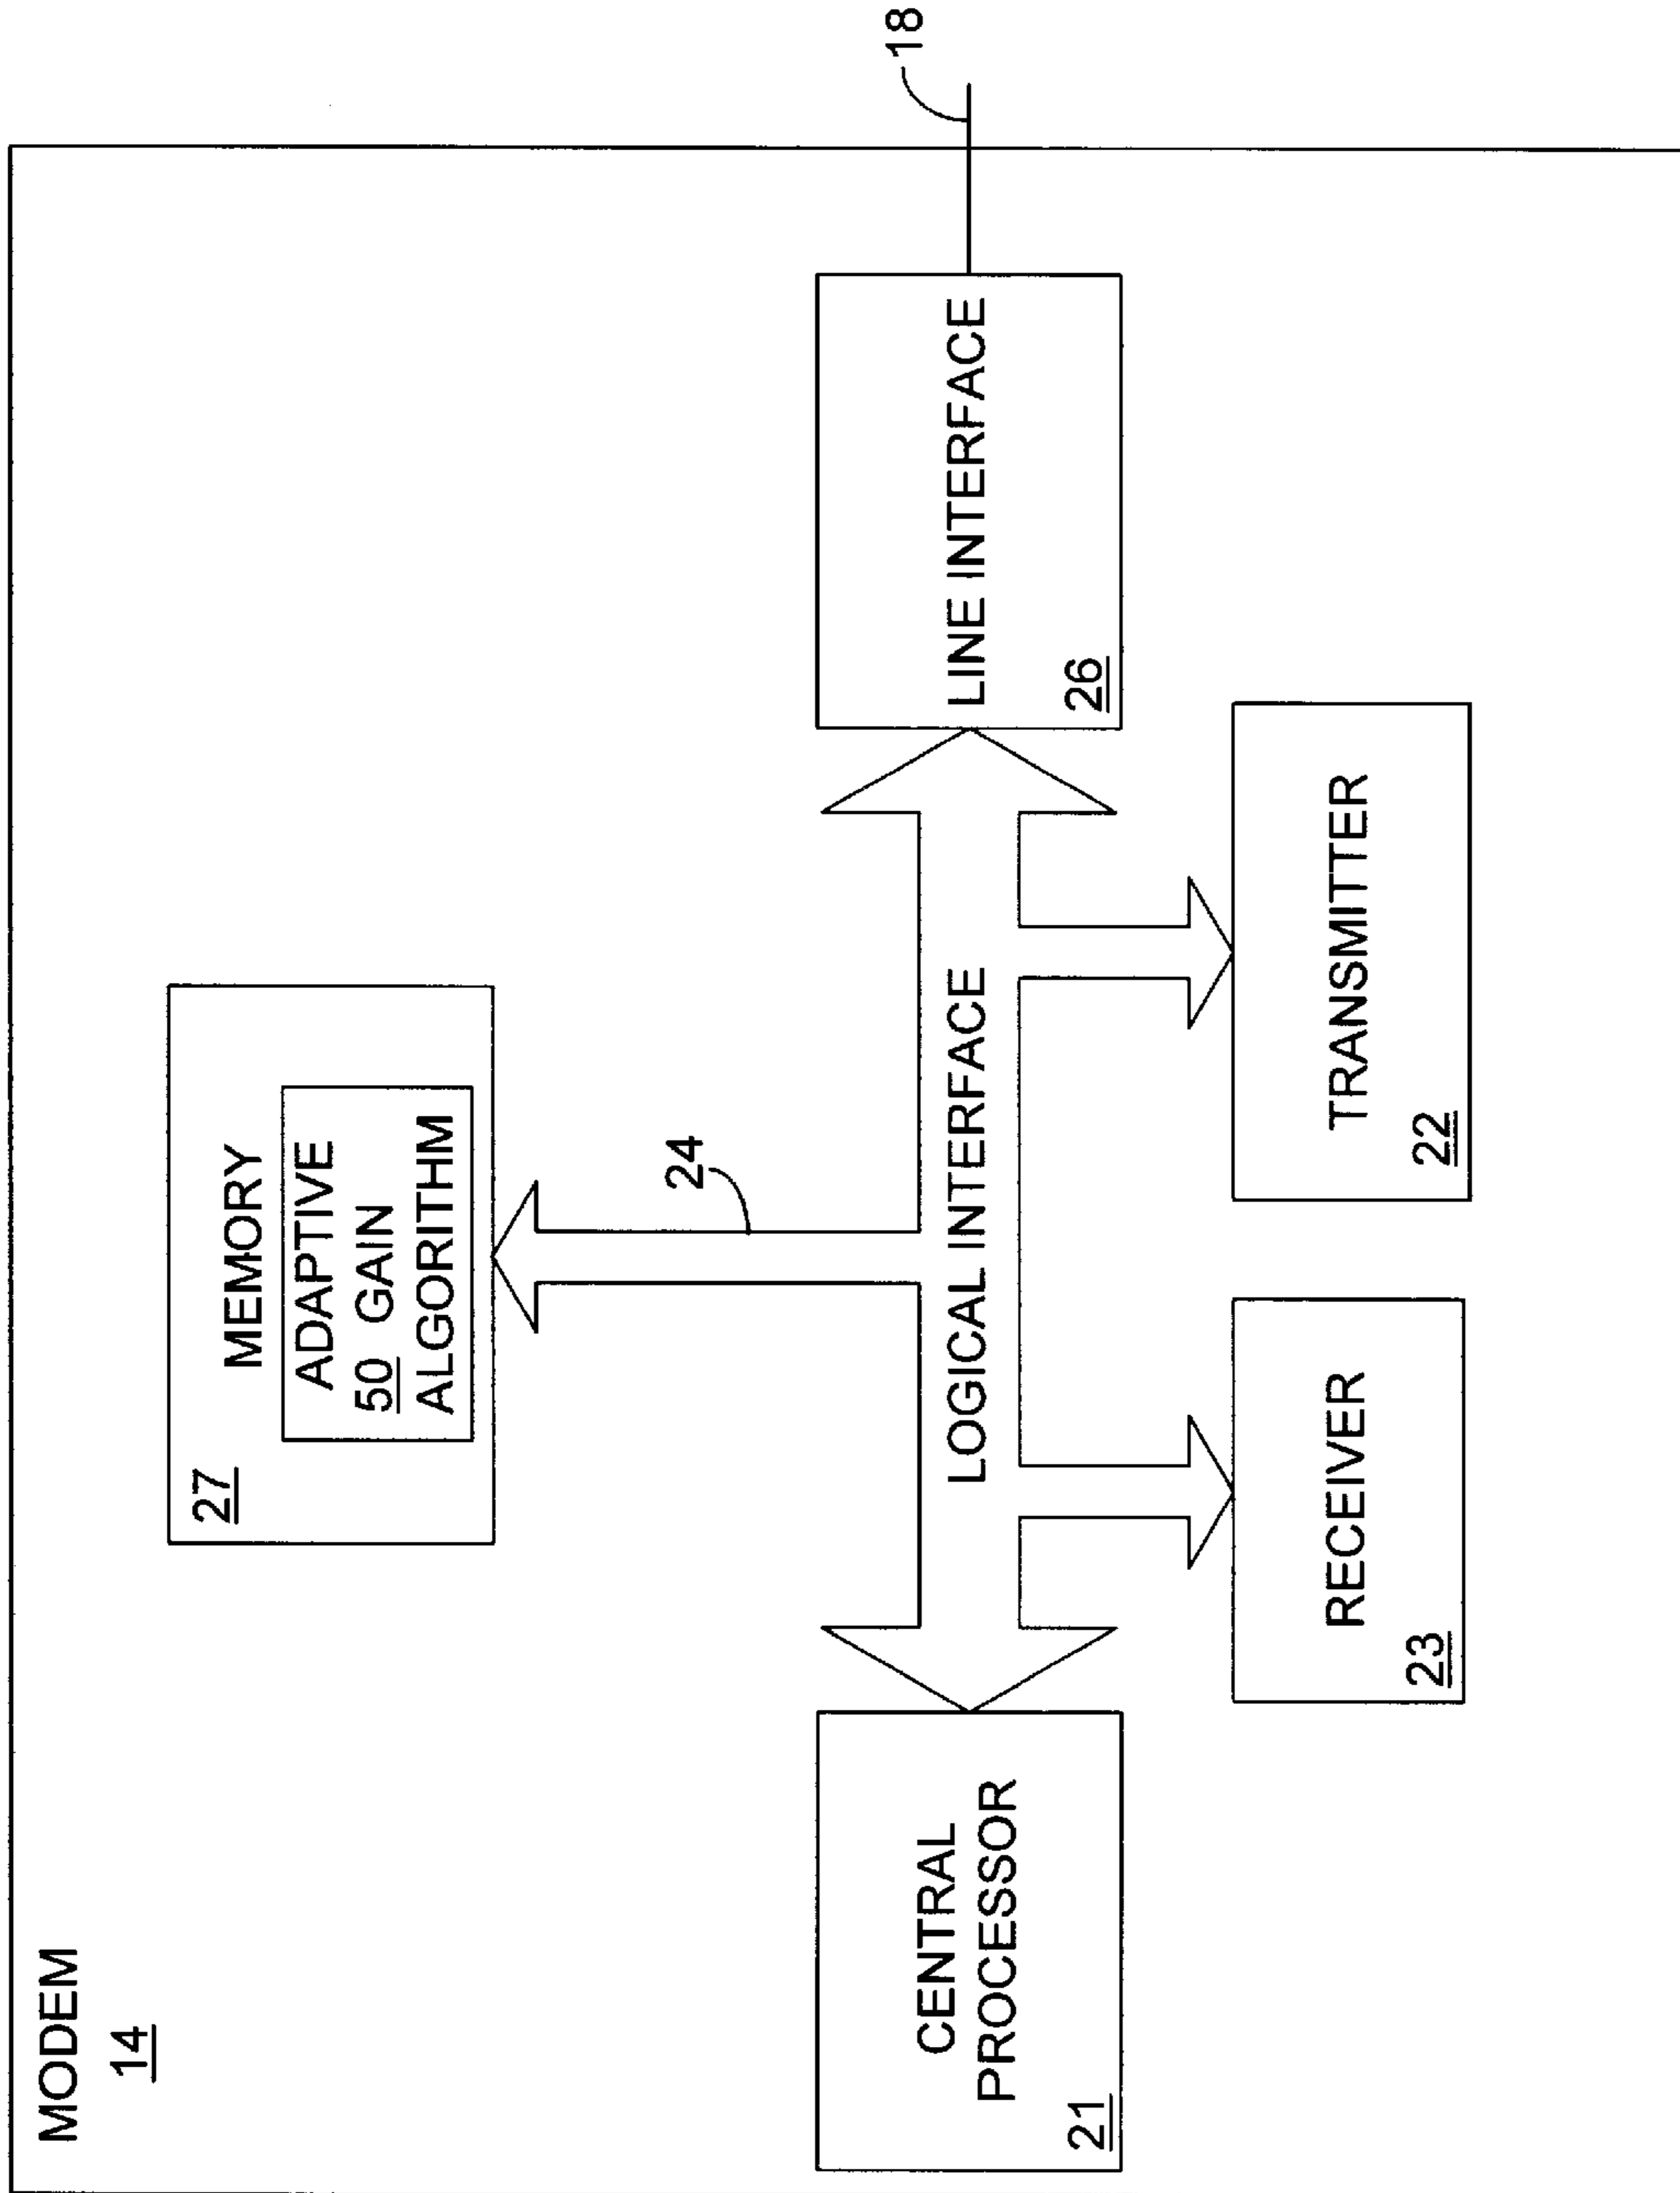 MODEM
14
MEMORY
27
ADAPTIVE
50 GAIN
ALGORITHM
24
CENTRAL
PROCESSOR
21
LOGICAL INTERFACE
LINE INTERFACE
26
18
RECEIVER
23
TRANSMITTER
22